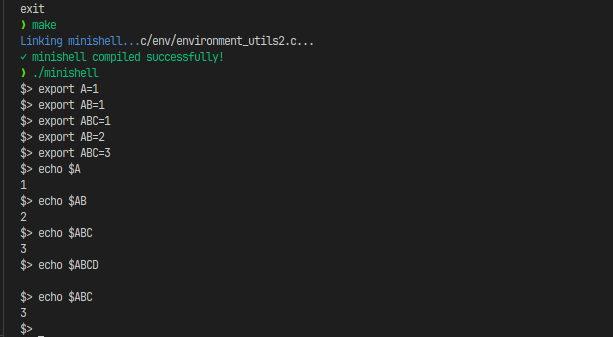 exit
❯ make
Linking minishell...c/env/environment_utils2.c...
✓ minishell compiled successfully!
❯ ./minishell
$> export A=1
$> export AB=1
$> export ABC=1
$> export AB=2
$> export ABC=3
$> echo $A
1
$> echo $AB
2
$> echo $ABC
3
$> echo $ABCD

$> echo $ABC
3
$>